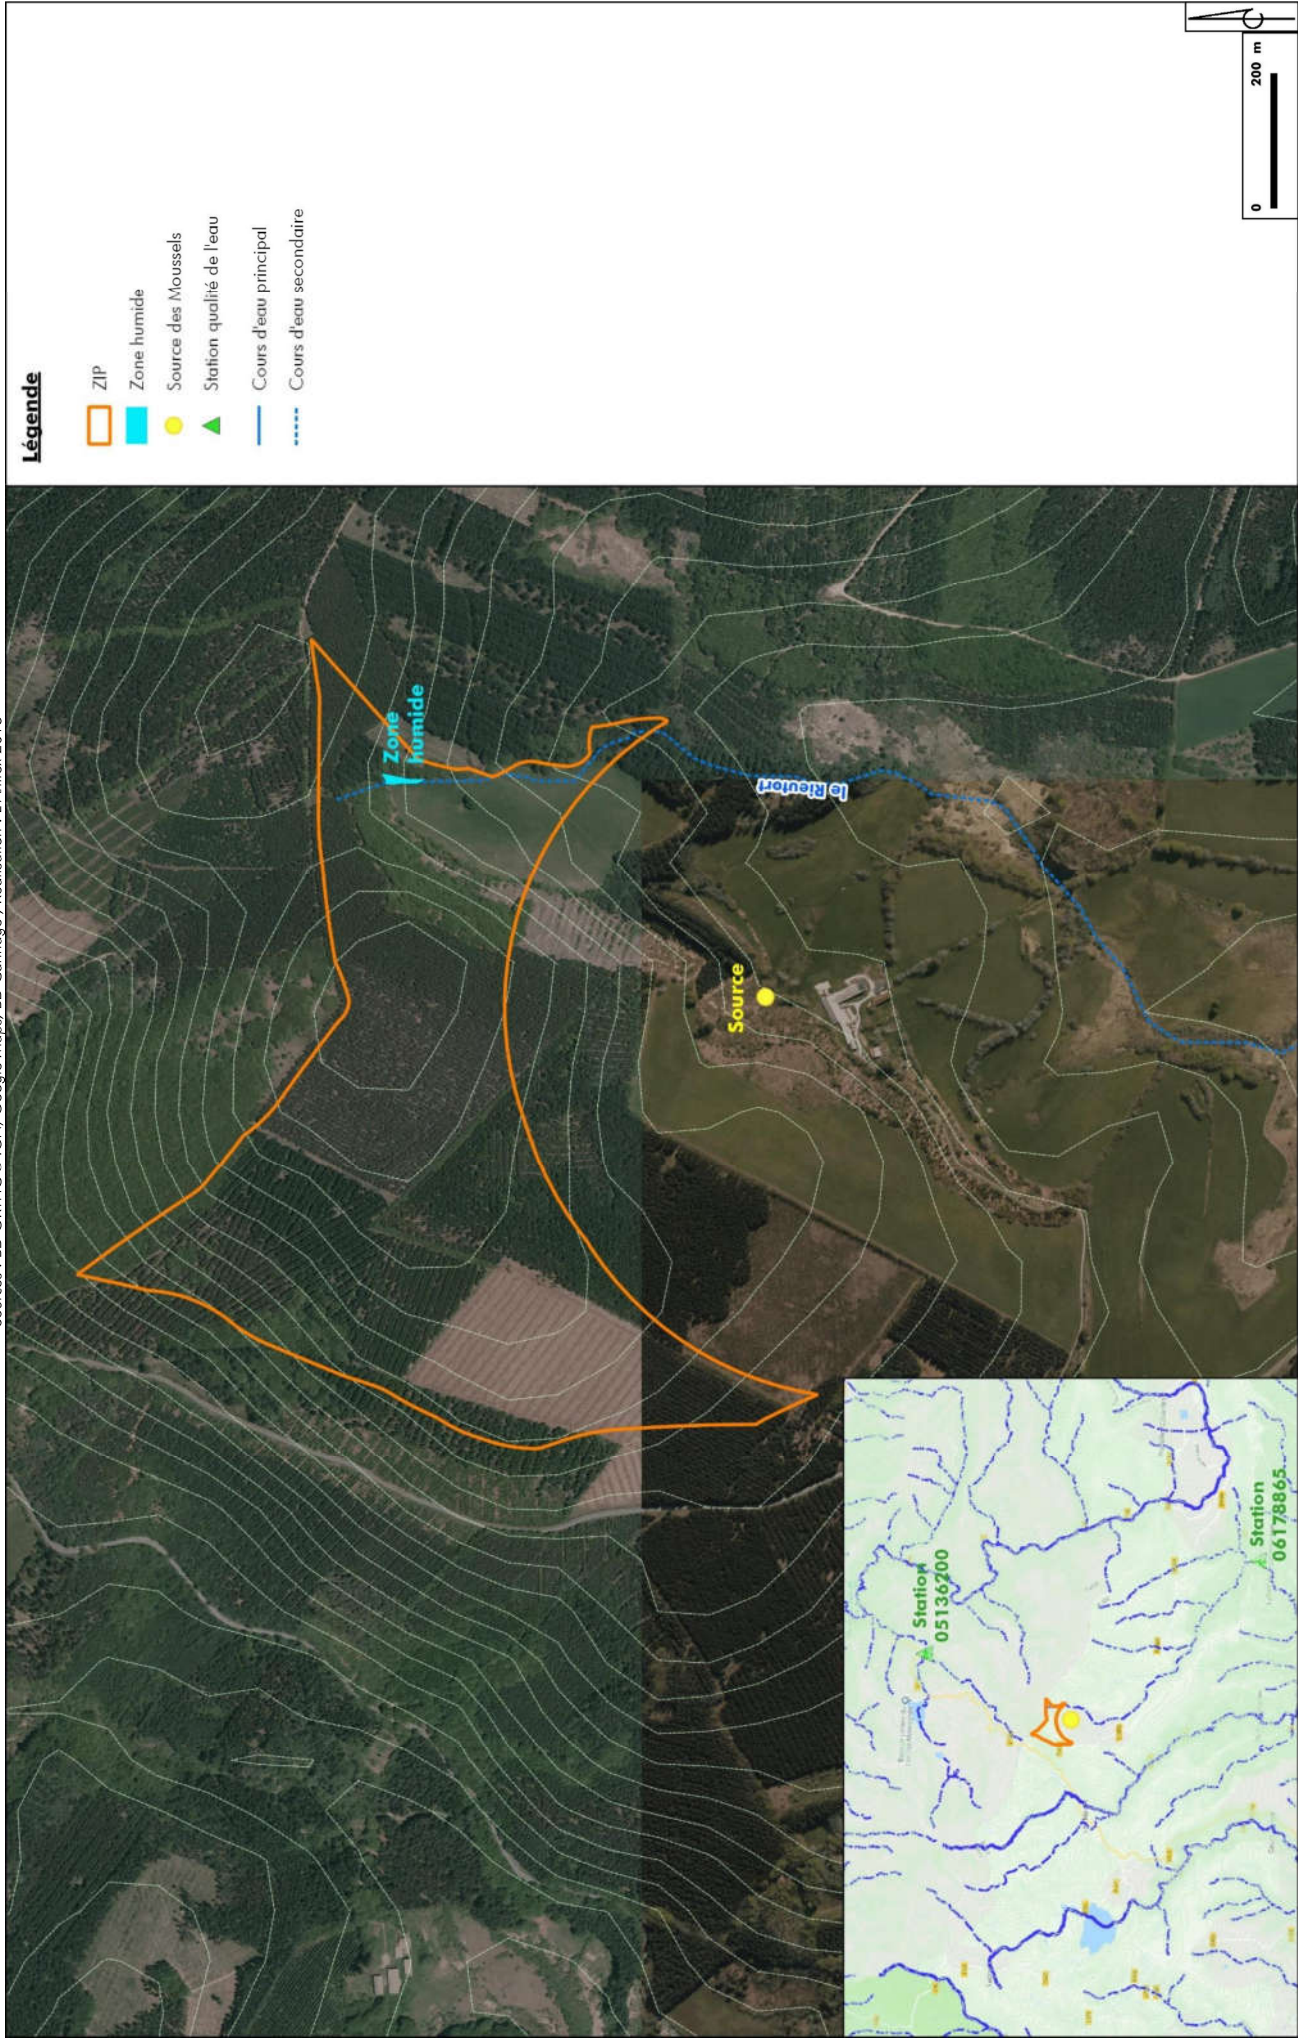 Légende
ZIP
Zone humide
Source des Moussels
Station qualité de l'eau
Cours d'eau principal
Cours d'eau secondaire
Zone
humide
le Rieutort
Source
Station
05136200
Station
06178865
0 200 m